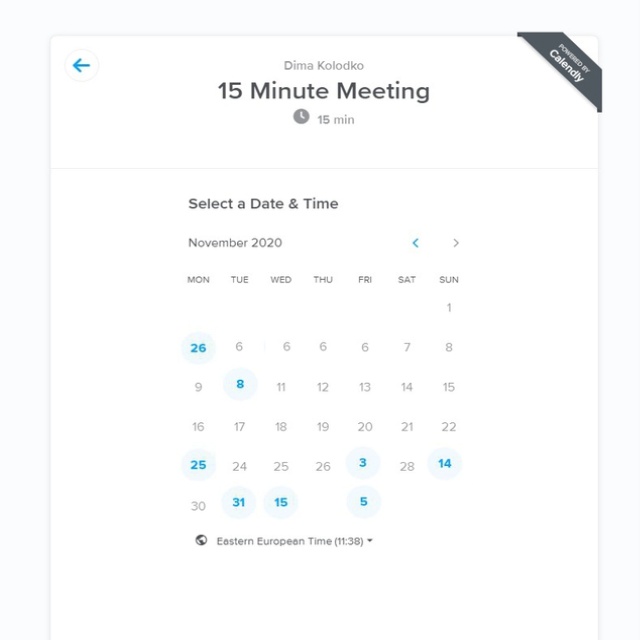 POWERED BY
Calendly
Dima Kolodko
15 Minute Meeting
15 min
Select a Date & Time
November 2020
MON TUE WED THU FRI SAT SUN
1
26 6 6 6 6 7 8
9 8 11 12 13 14 15
16 17 18 19 20 21 22
25 24 25 26 3 28 14
30 31 15 5
Eastern European Time (11:38)